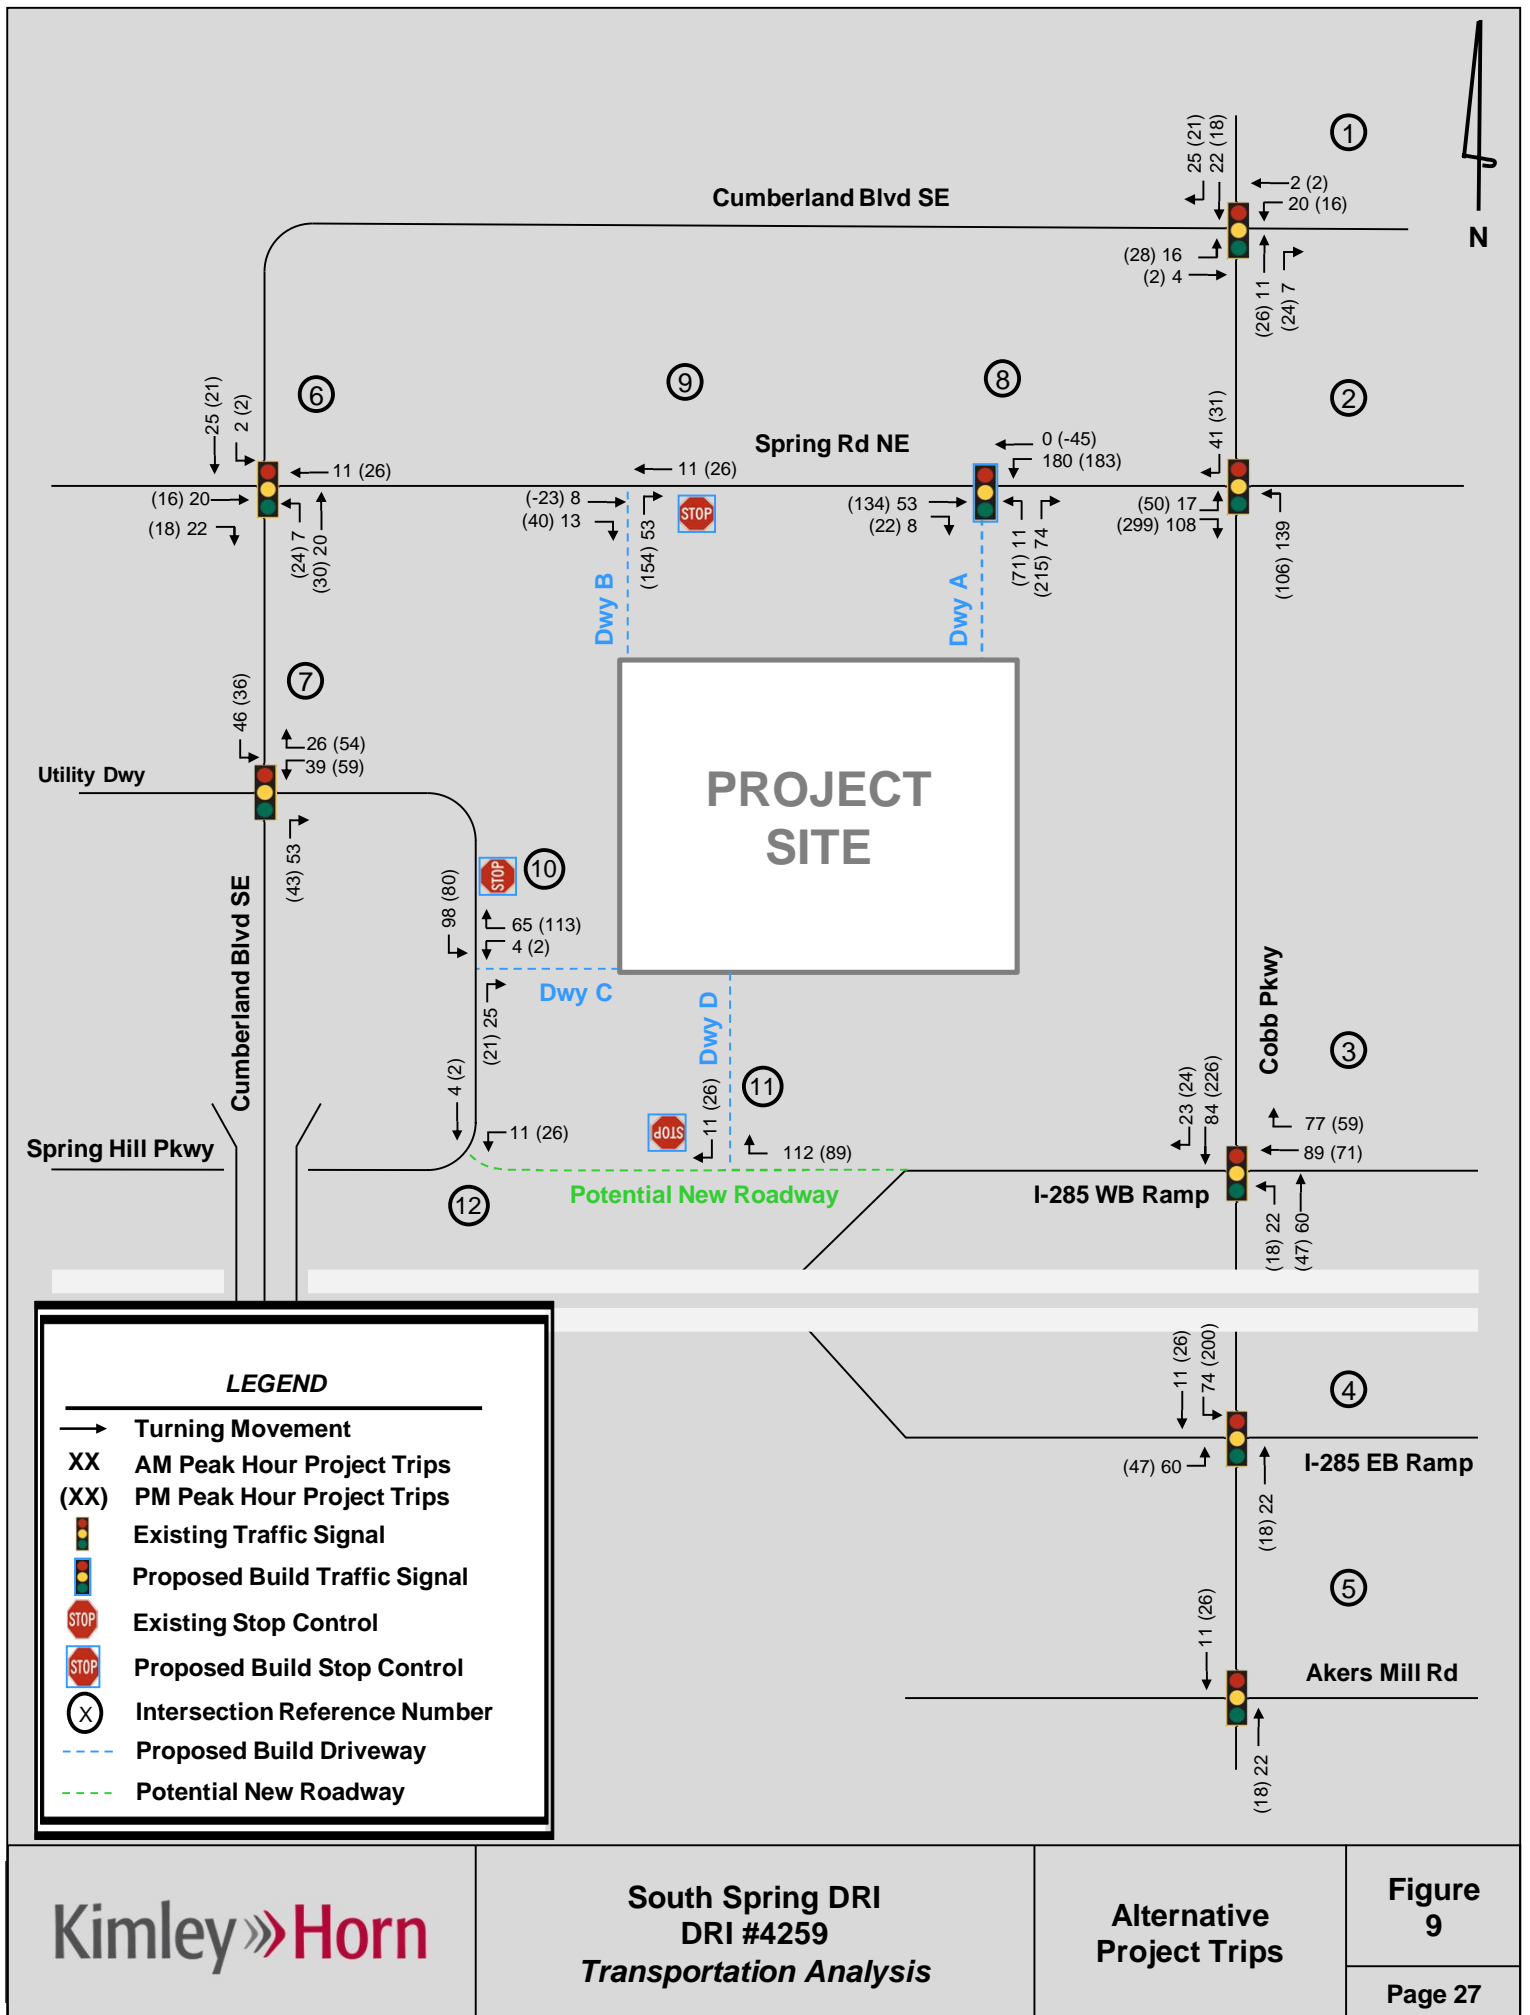 1
25 (21)
22 (18)
2 (2)
20 (16)
Cumberland Blvd SE
(28) 16
(2) 4
(26) 11
(24) 7
N
6
9
8
2
25 (21)
2 (2)
11 (26)
(16) 20
(18) 22
(24) 7
(30) 20
Spring Rd NE
11 (26)
(-23) 8
(40) 13
(154) 53
STOP
0 (-45)
180 (183)
(134) 53
(22) 8
(71) 11
(215) 74
41 (31)
(50) 17
(299) 108
(106) 139
Dwy B
Dwy A
7
46 (36)
26 (54)
39 (59)
Utility Dwy
(43) 53
PROJECT
SITE
STOP
10
98 (80)
65 (113)
4 (2)
Dwy C
(21) 25
Cumberland Blvd SE
Dwy D
Cobb Pkwy
3
11
4 (2)
11 (26)
STOP
11 (26)
112 (89)
23 (24)
84 (226)
77 (59)
89 (71)
Spring Hill Pkwy
12
Potential New Roadway
I-285 WB Ramp
(18) 22
(47) 60
11 (26)
74 (200)
4
(47) 60
I-285 EB Ramp
(18) 22
5
11 (26)
Akers Mill Rd
(18) 22
LEGEND
Turning Movement
XX AM Peak Hour Project Trips
(XX) PM Peak Hour Project Trips
Existing Traffic Signal
Proposed Build Traffic Signal
STOP Existing Stop Control
STOP Proposed Build Stop Control
X Intersection Reference Number
Proposed Build Driveway
Potential New Roadway
Kimley Horn
South Spring DRI
DRI #4259
Transportation Analysis
Alternative
Project Trips
Figure
9
Page 27